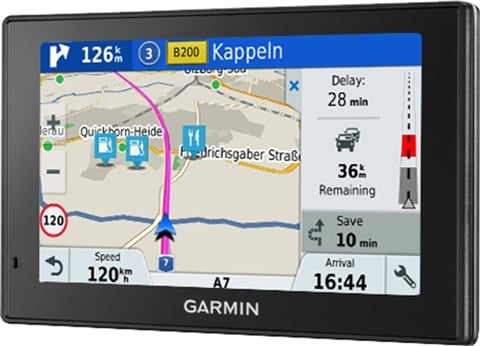 126 km 3 B200 Kappeln
Delay:
28 min
36 km
Remaining
Save
10 min
Quickhorn-Heide
Friedrichsgaber Straße
120
7
Speed
120 km/h
A7
Arrival
16:44
GARMIN